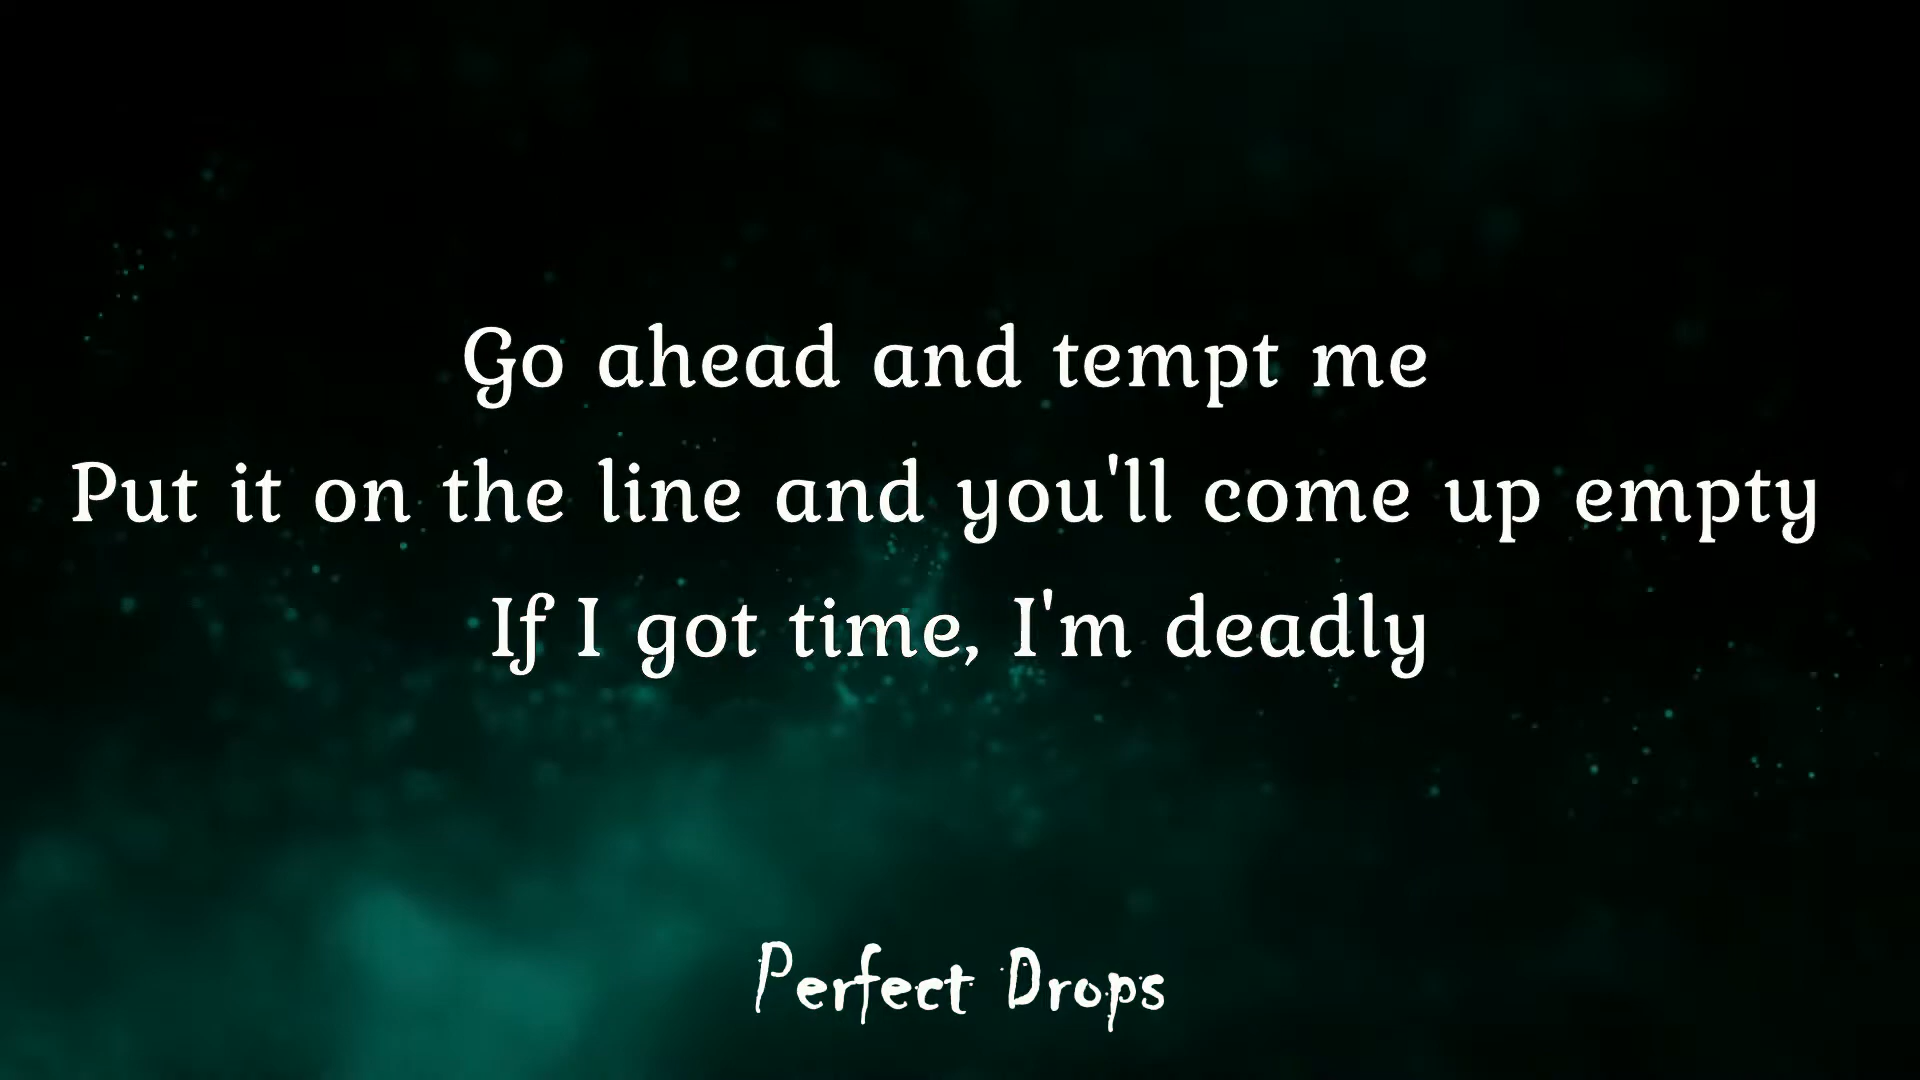 Go ahead and tempt me
Put it on the line and you'll come up empty
If I got time, I'm deadly
Perfect Drops